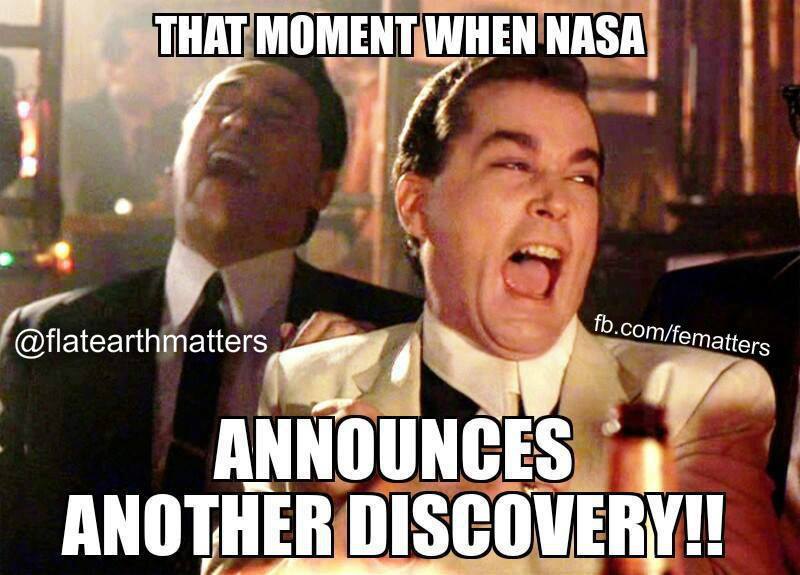 THAT MOMENT WHEN NASA
@flatearthmatters
fb.com/fematters
ANNOUNCES
ANOTHER DISCOVERY!!